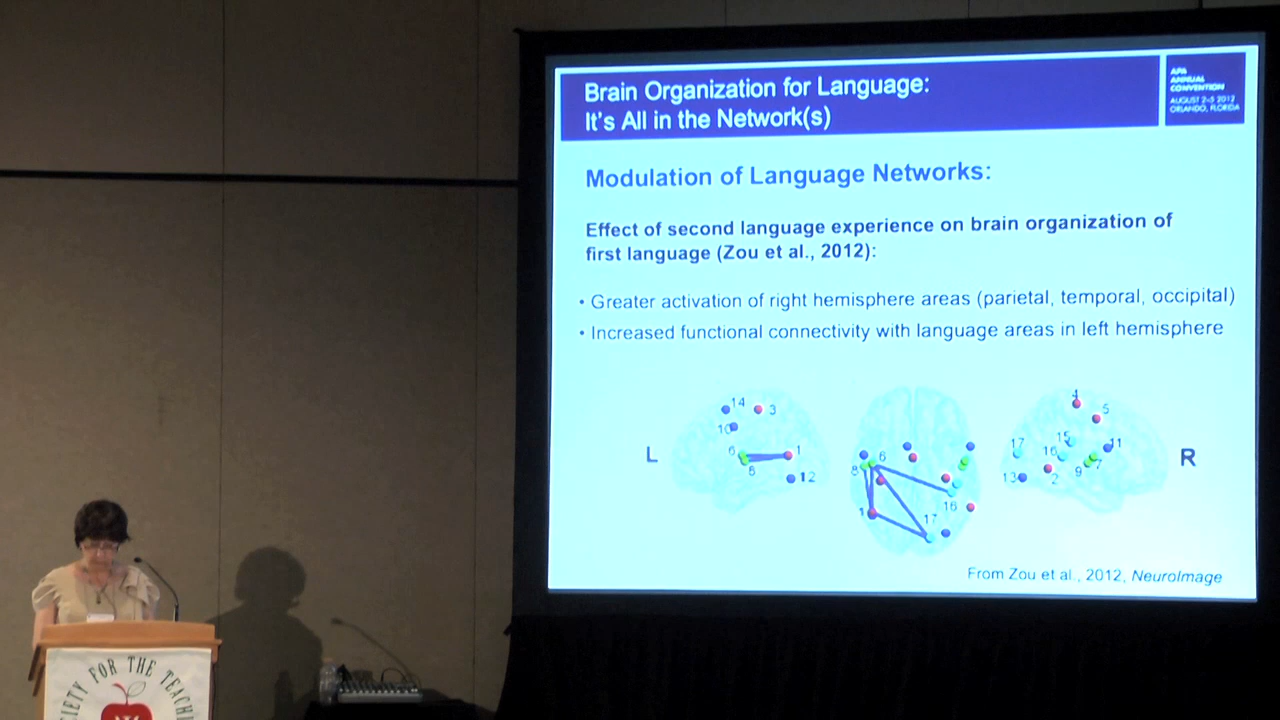 Brain Organization for Language:
It's All in the Network(s)
APA
ANNUAL
CONVENTION
AUGUST 2–5 2012
ORLANDO, FLORIDA
Modulation of Language Networks:
Effect of second language experience on brain organization of
first language (Zou et al., 2012):
• Greater activation of right hemisphere areas (parietal, temporal, occipital)
• Increased functional connectivity with language areas in left hemisphere
L
14
3
10
6
1
12
8
6
1
16
17
4
5
17
15
16
11
13
2
9
7
R
From Zou et al., 2012, NeuroImage
FOR THE